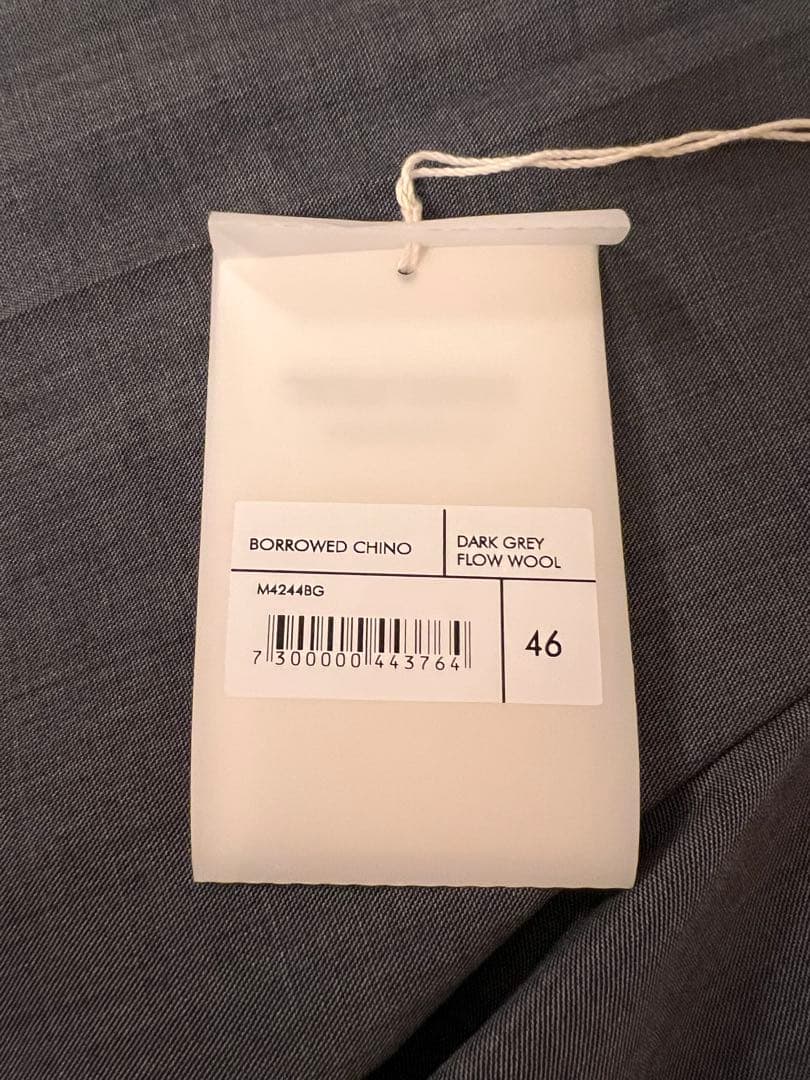 BORROWED CHINO
DARK GREY
FLOW WOOL
M4244BG
7 300000 443764
46